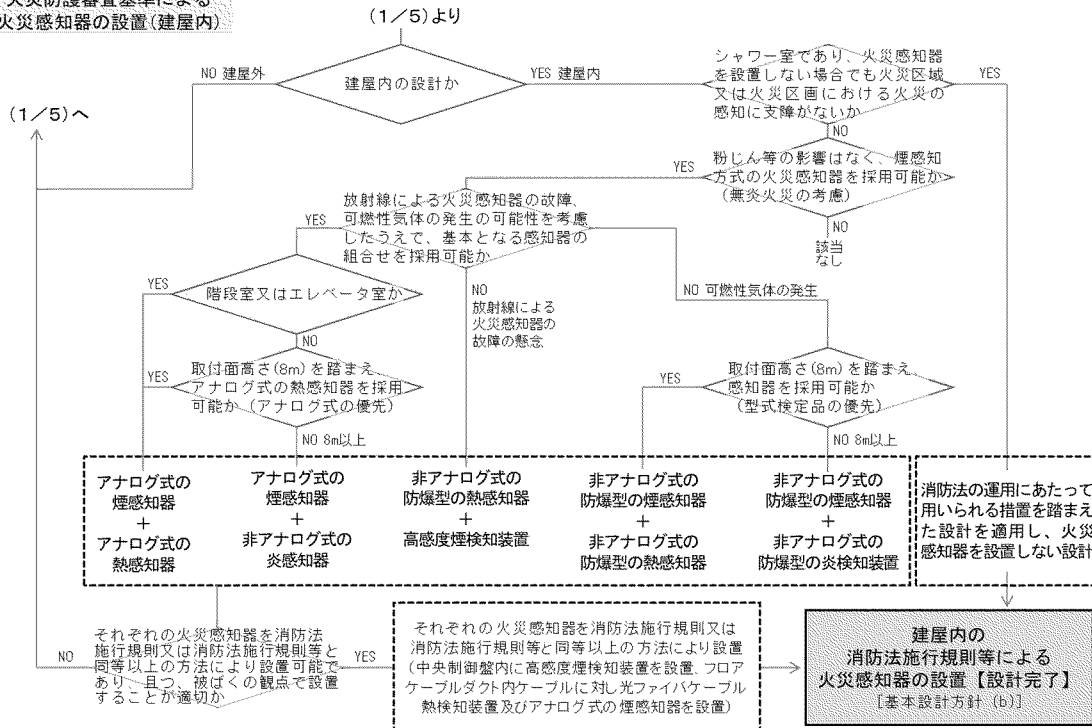 火災防護審査基準による
火災感知器の設置(建屋内)
(1/5)より
NO 建屋外
建屋内の設計か
YES 建屋内
シャワー室であり、火災感知器
を設置しない場合でも火災区域
又は火災区画における火災の
感知に支障がないか
YES
(1/5)へ
NO
粉じん等の影響はなく、煙感知
方式の火災感知器を採用可能か
(無炎火災の考慮)
YES
NO
該当
なし
放射線による火災感知器の故障、
可燃性気体の発生の可能性を考慮
したうえで、基本となる感知器の
組合せを採用可能か
YES
NO
放射線による
火災感知器の
故障の懸念
NO 可燃性気体の発生
YES
階段室又はエレベータ室か
NO
YES
取付面高さ(8m)を踏まえ
アナログ式の熱感知器を採用
可能か(アナログ式の優先)
NO 8m以上
YES
取付面高さ(8m)を踏まえ
感知器を採用可能か
(型式検定品の優先)
NO 8m以上
アナログ式の
煙感知器
+
アナログ式の
熱感知器
アナログ式の
煙感知器
+
非アナログ式の
炎感知器
非アナログ式の
防爆型の熱感知器
+
高感度煙検知装置
非アナログ式の
防爆型の煙感知器
+
非アナログ式の
防爆型の熱感知器
非アナログ式の
防爆型の煙感知器
+
非アナログ式の
防爆型の炎検知装置
消防法の運用にあたって
用いられる措置を踏まえ
た設計を適用し、火災
感知器を設置しない設計
NO
それぞれの火災感知器を消防法
施行規則又は消防法施行規則等と
同等以上の方法により設置可能で
あり、且つ、被ばくの観点で設置
することが適切か
YES
それぞれの火災感知器を消防法施行規則又は
消防法施行規則等と同等以上の方法により設置
(中央制御盤内に高感度煙検知装置を設置、フロア
ケーブルダクト内ケーブルに対し光ファイバケーブル
熱検知装置及びアナログ式の煙感知器を設置)
建屋内の
消防法施行規則等による
火災感知器の設置【設計完了】
[基本設計方針 (b)]